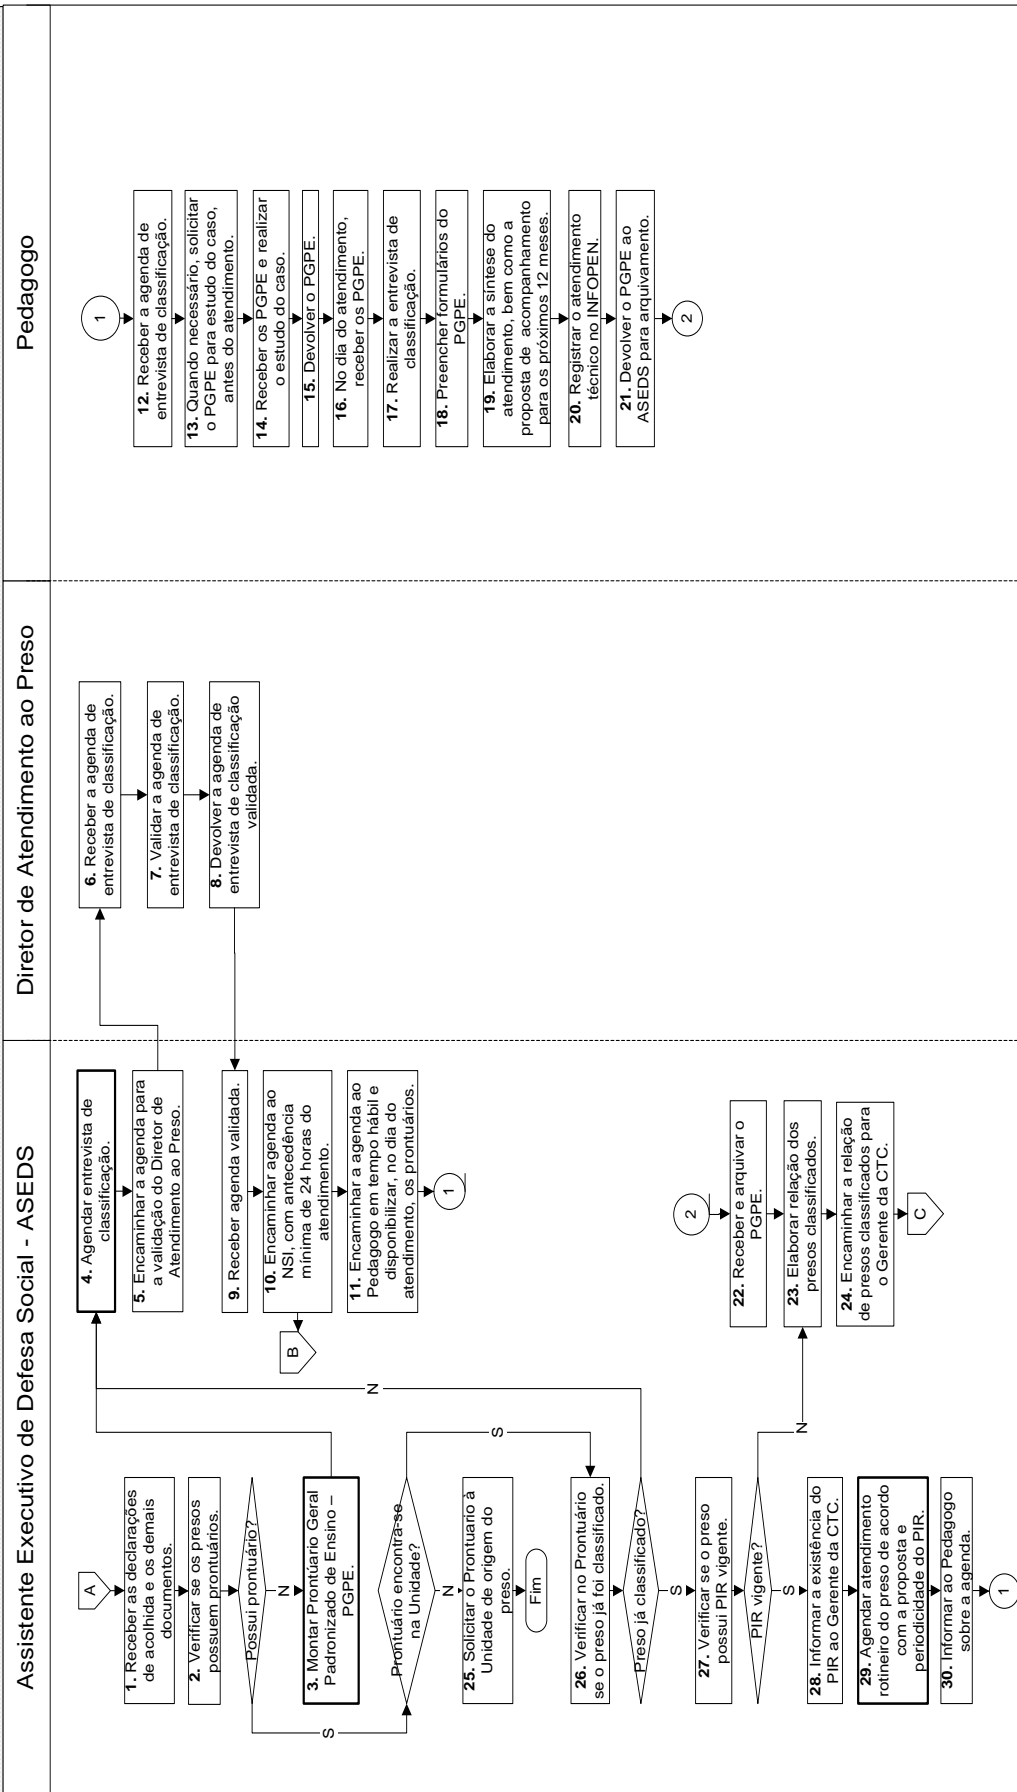 Assistente Executivo de Defesa Social - ASEDS
A
1. Receber as declarações
de acolhida e os demais
documentos.
2. Verificar se os presos
possuem prontuários.
Possui prontuário?
N
S
3. Montar Prontúario Geral
Padronizado de Ensino –
PGPE.
Prontuário encontra-se
na Unidade?
N
S
25. Solicitar o Prontuario à
Unidade de origem do
preso.
Fim
26. Verificar no Prontuário
se o preso já foi classificado.
Preso já classificado?
N
S
27. Verificar se o preso
possui PIR vigente.
PIR vigente?
N
S
28. Informar a existência do
PIR ao Gerente da CTC.
29. Agendar atendimento
rotineiro do preso de acordo
com a proposta e
periodicidade do PIR.
30. Informar ao Pedagogo
sobre a agenda.
1
4. Agendar entrevista de
classificação.
5. Encaminhar a agenda para
a validação do Diretor de
Atendimento ao Preso.
9. Receber agenda validada.
10. Encaminhar agenda ao
NSI, com antecedência
mínima de 24 horas do
atendimento.
B
11. Encaminhar a agenda ao
Pedagogo em tempo hábil e
disponibilizar, no dia do
atendimento, os prontuários.
1
2
22. Receber e arquivar o
PGPE.
23. Elaborar relação dos
presos classificados.
24. Encaminhar a relação
de presos classificados para
o Gerente da CTC.
C
Diretor de Atendimento ao Preso
6. Receber a agenda de
entrevista de classificação.
7. Validar a agenda de
entrevista de classificação.
8. Devolver a agenda de
entrevista de classificação
validada.
Pedagogo
1
12. Receber a agenda de
entrevista de classificação.
13. Quando necessário, solicitar
o PGPE para estudo do caso,
antes do atendimento.
14. Receber os PGPE e realizar
o estudo do caso.
15. Devolver o PGPE.
16. No dia do atendimento,
receber os PGPE.
17. Realizar a entrevista de
classificação.
18. Preencher formulários do
PGPE.
19. Elaborar a síntese do
atendimento, bem como a
proposta de acompanhamento
para os próximos 12 meses.
20. Registrar o atendimento
técnico no INFOPEN.
21. Devolver o PGPE ao
ASEDS para arquivamento.
2